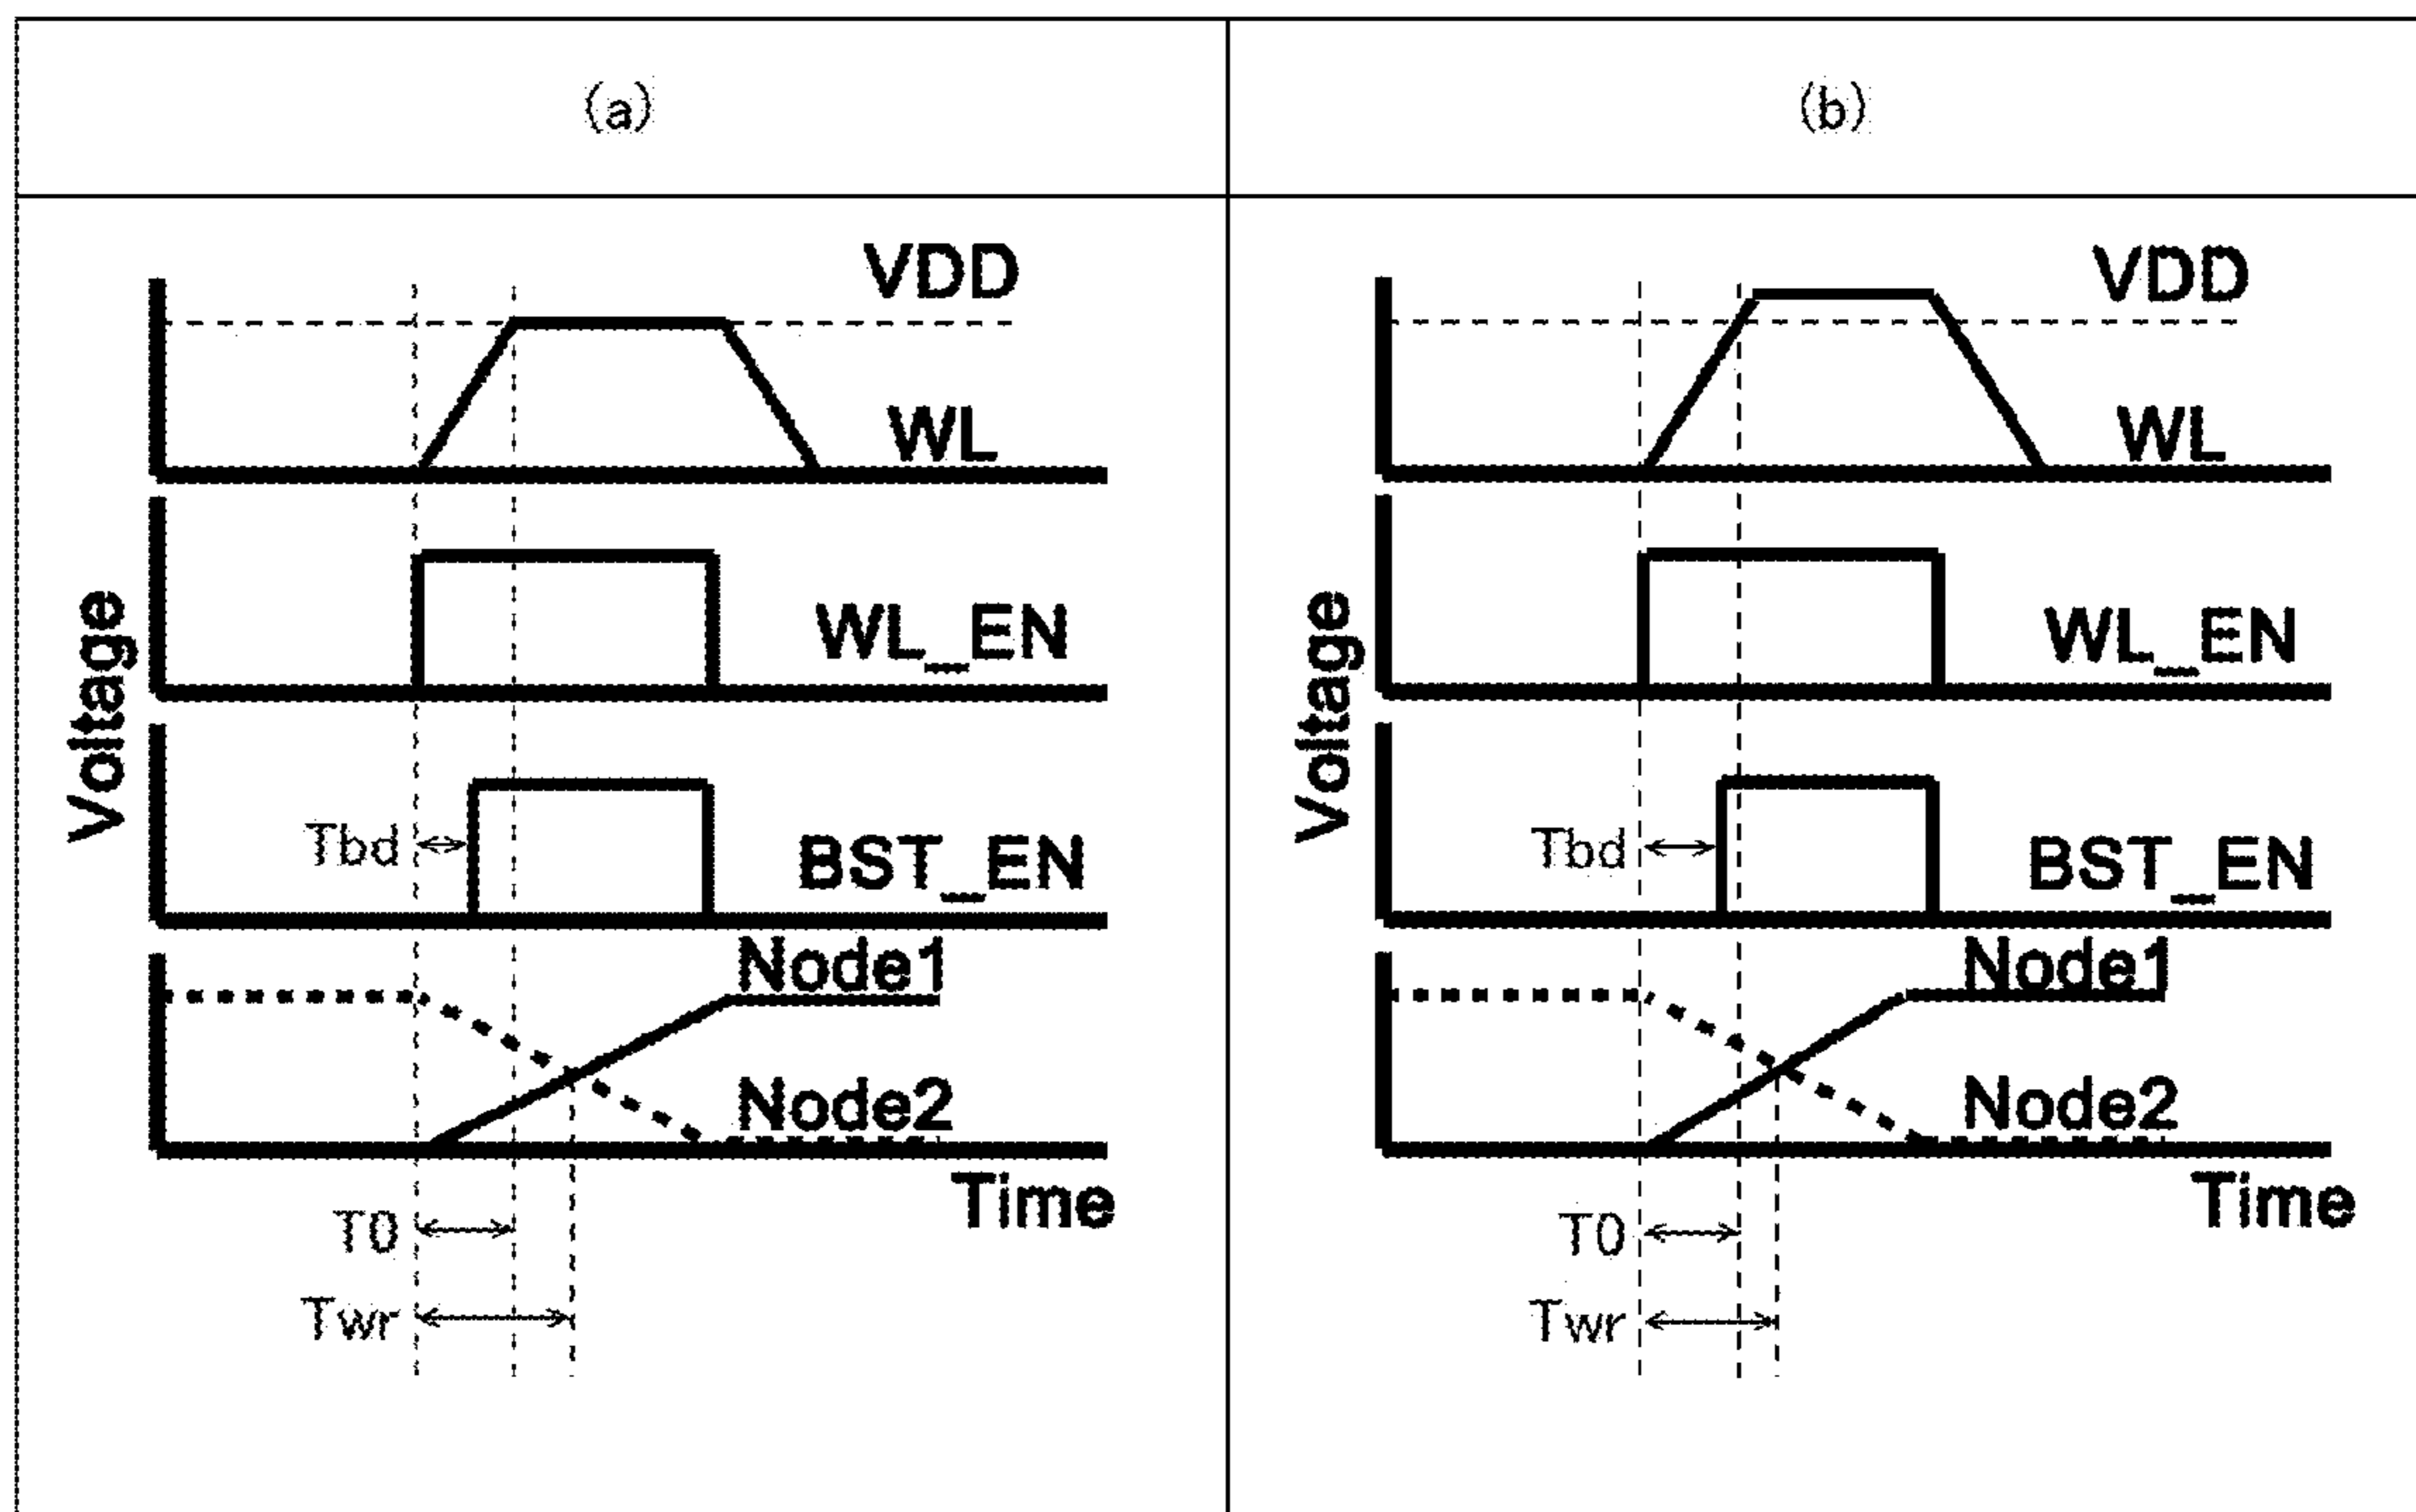 (a)
VDD
WL
WL_EN
Voltage
Tbd
BST_EN
Node1
Node2
Time
T0
Twr
(b)
VDD
WL
WL_EN
Voltage
Tbd
BST_EN
Node1
Node2
Time
T0
Twr